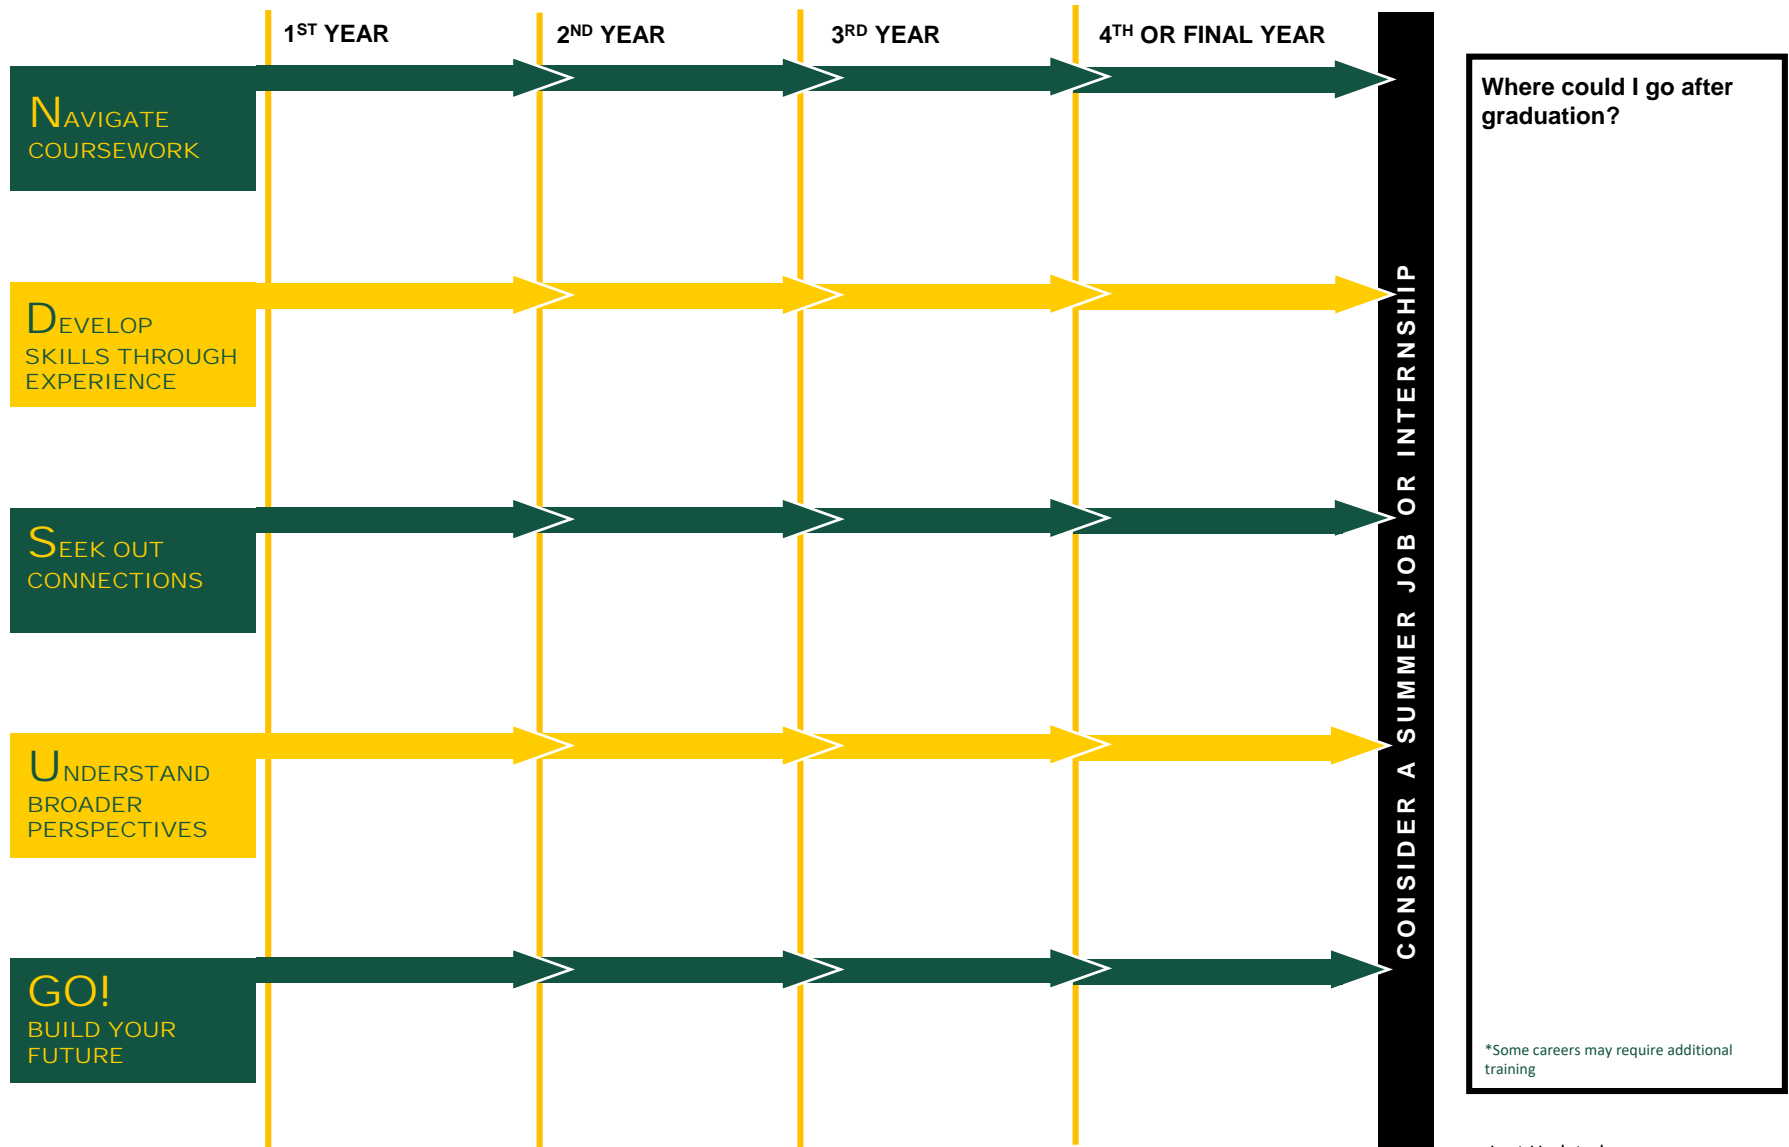 1ST YEAR
2ND YEAR
3RD YEAR
4TH OR FINAL YEAR
NAVIGATE
COURSEWORK
DEVELOP
SKILLS THROUGH
EXPERIENCE
SEEK OUT
CONNECTIONS
UNDERSTAND
BROADER
PERSPECTIVES
GO!
BUILD YOUR
FUTURE
CONSIDER A SUMMER JOB OR INTERNSHIP
Where could I go after
graduation?
*Some careers may require additional
training